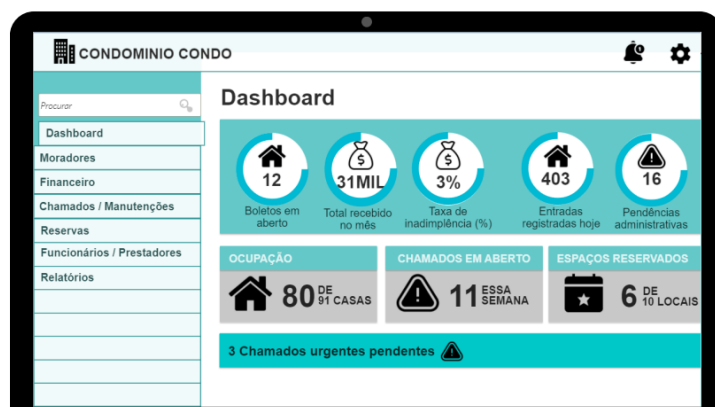 CONDOMINIO CONDO
Procurar
Dashboard
Moradores
Financeiro
Chamados / Manutenções
Reservas
Funcionários / Prestadores
Relatórios
Dashboard
12
Boletos em
aberto
31MIL
Total recebido
no mês
3%
Taxa de
inadimplência (%)
403
Entradas
registradas hoje
16
Pendências
administrativas
OCUPAÇÃO
80 DE
91 CASAS
CHAMADOS EM ABERTO
11 ESSA
SEMANA
ESPAÇOS RESERVADOS
6 DE
10 LOCAIS
3 Chamados urgentes pendentes